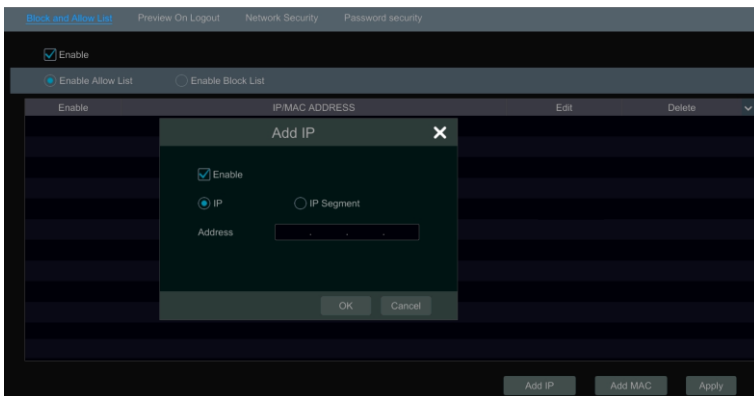 Block and Allow List Preview On Logout Network Security Password security
Enable
Enable Allow List Enable Block List
Enable IP/MAC ADDRESS Edit Delete
Add IP
Enable
IP IP Segment
Address . . .
OK Cancel
Add IP Add MAC Apply